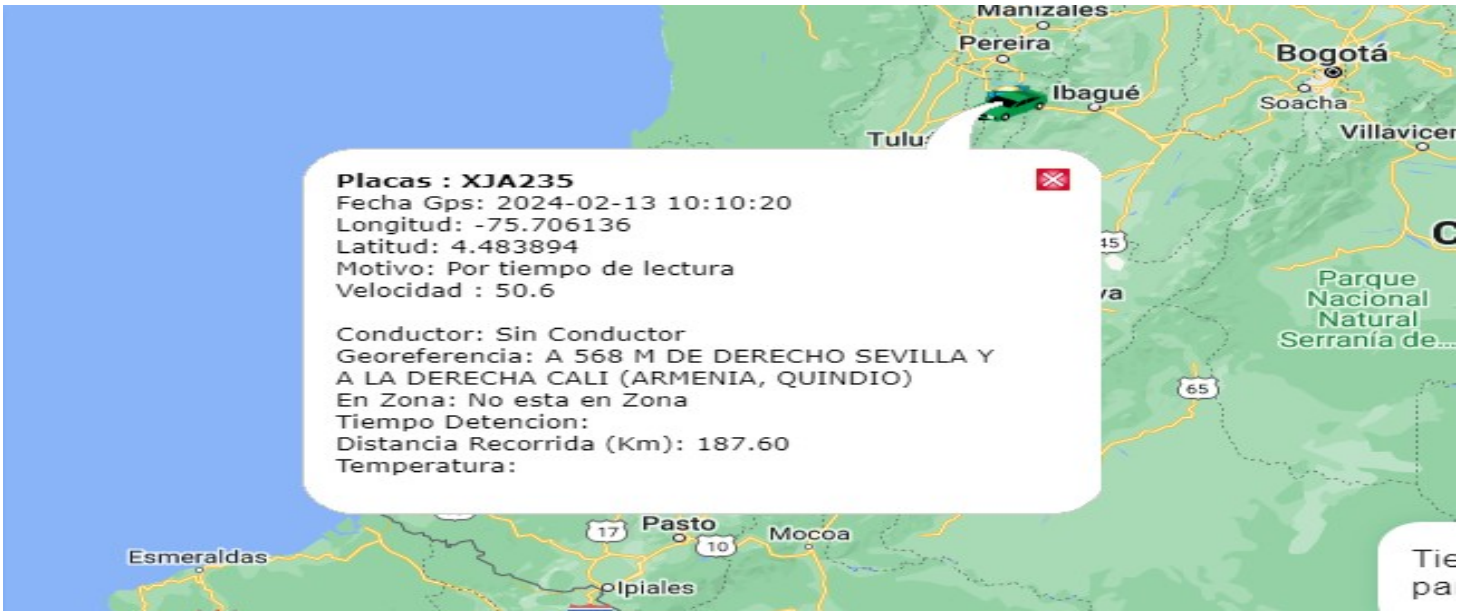 Manizales
Pereira
Bogotá
Ibagué
Soacha
Villavicer
Tulu
Placas : XJA235
Fecha Gps: 2024-02-13 10:10:20
Longitud: -75.706136
Latitud: 4.483894
Motivo: Por tiempo de lectura
Velocidad : 50.6
Conductor: Sin Conductor
Georeferencia: A 568 M DE DERECHO SEVILLA Y
A LA DERECHA CALI (ARMENIA, QUINDIO)
En Zona: No esta en Zona
Tiempo Detencion:
Distancia Recorrida (Km): 187.60
Temperatura:
45
va
C
Parque
Nacional
Natural
Serranía de...
65
Pasto
17
10
Mocoa
Esmeraldas
Ipiales
Tie
pa